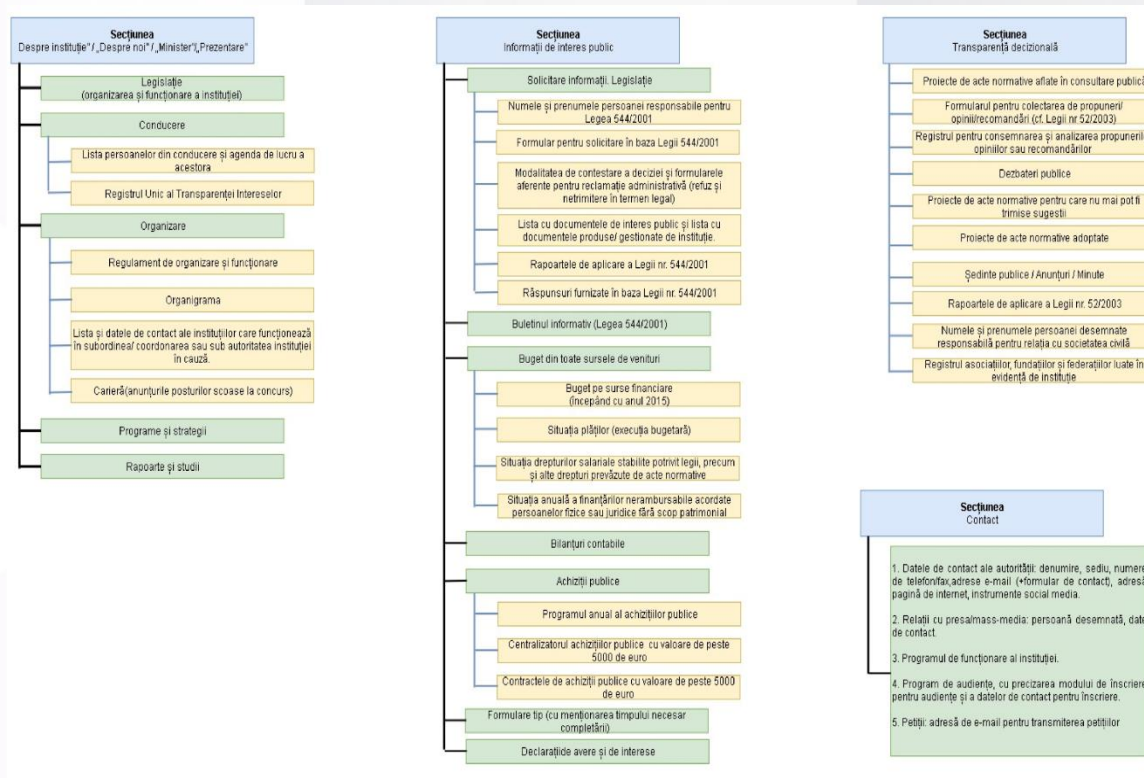 Secțiunea
Despre instituție"/ „Despre noi"/ „Minister"/„Prezentare"
Legislație
(organizarea și funcționare a instituției)
Conducere
Lista persoanelor din conducere și agenda de lucru a
acestora
Registrul Unic al Transparenței Intereselor
Organizare
Regulament de organizare și funcționare
Organigrama
Lista și datele de contact ale instituțiilor care funcționează
în subordinea/ coordonarea sau sub autoritatea instituției
în cauză.
Carieră(anunțurile posturilor scoase la concurs)
Programe și strategii
Rapoarte și studii
Secțiunea
Informații de interes public
Solicitare informații. Legislație
Numele și prenumele persoanei responsabile pentru
Legea 544/2001
Formular pentru solicitare în baza Legii 544/2001
Modalitatea de contestare a deciziei și formularele
aferente pentru reclamație administrativă (refuz și
netrimitere în termen legal)
Lista cu documentele de interes public și lista cu
documentele produse/ gestionate de instituție.
Rapoartele de aplicare a Legii nr. 544/2001
Răspunsuri furnizate în baza Legii nr. 544/2001
Buletinul informativ (Legea 544/2001)
Buget din toate sursele de venituri
Buget pe surse financiare
(începând cu anul 2015)
Situația plăților (execuția bugetară)
Situația drepturilor salariale stabilite potrivit legii, precum
și alte drepturi prevăzute de acte normative
Situația anuală a finanțărilor nerambursabile acordate
persoanelor fizice sau juridice fără scop patrimonial
Bilanțuri contabile
Achiziții publice
Programul anual al achizițiilor publice
Centralizatorul achizițiilor publice cu valoare de peste
5000 de euro
Contractele de achiziții publice cu valoare de peste 5000
de euro
Formulare tip (cu menționarea timpului necesar
completării)
Declarațiide avere și de interese
Secțiunea
Transparență decizională
Proiecte de acte normative aflate în consultare publică
Formularul pentru colectarea de propuneri/
opinii/recomandări (cf. Legii nr 52/2003)
Registrul pentru consemnarea și analizarea propunerilo
opiniilor sau recomandărilor
Dezbateri publice
Proiecte de acte normative pentru care nu mai pot fi
trimise sugestii
Proiecte de acte normative adoptate
Ședinte publice / Anunțuri / Minute
Rapoartele de aplicare a Legii nr. 52/2003
Numele și prenumele persoanei desemnate
responsabilă pentru relația cu societatea civilă
Registrul asociațiilor, fundațiilor și federațiilor luate în
evidență de instituție
Secțiunea
Contact
1. Datele de contact ale autorității: denumire, sediu, numere
de telefon/fax,adrese e-mail (+formular de contact), adresă
pagină de internet, instrumente social media.
2. Relații cu presa/mass-media: persoană desemnată, date
de contact.
3. Programul de funcționare al instituției.
4. Program de audiențe, cu precizarea modului de înscriere
pentru audiențe și a datelor de contact pentru înscriere.
5. Petiții: adresă de e-mail pentru transmiterea petițiilor